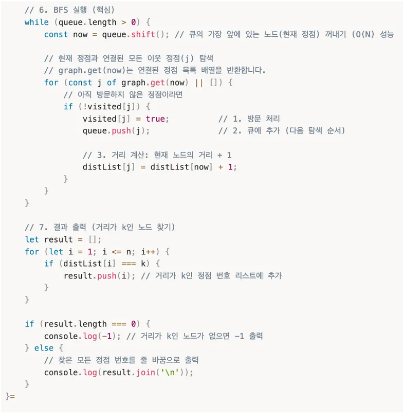 // 6. BFS 실행 (핵심)
while (queue.length > 0) {
const now = queue.shift(); // 큐의 가장 앞에 있는 노드(현재 정점) 꺼내기 (O(N) 성능
// 현재 정점과 연결된 모든 이웃 정점(j) 탐색
// graph.get(now)는 연결된 정점 목록 배열을 반환합니다.
for (const j of graph.get(now) || []) {
// 아직 방문하지 않은 정점이라면
if (!visited[j]) {
visited[j] = true; // 1. 방문 처리
queue.push(j); // 2. 큐에 추가 (다음 탐색 순서)
// 3. 거리 계산: 현재 노드의 거리 + 1
distList[j] = distList[now] + 1;
}
}
}
// 7. 결과 출력 (거리가 k인 노드 찾기)
let result = [];
for (let i = 1; i <= n; i++) {
if (distList[i] === k) {
result.push(i); // 거리가 k인 정점 번호 리스트에 추가
}
}
if (result.length === 0) {
console.log(-1); // 거리가 k인 노드가 없으면 -1 출력
} else {
// 찾은 모든 정점 번호를 줄 바꿈으로 출력
console.log(result.join('\n'));
}
}=